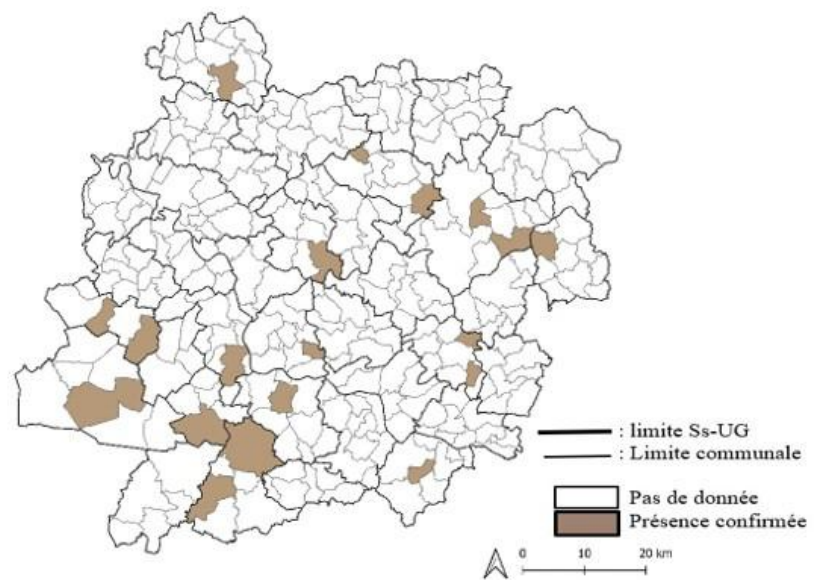 : limite Ss-UG
: Limite communale
Pas de donnée
Présence confirmée
0 10 20 km